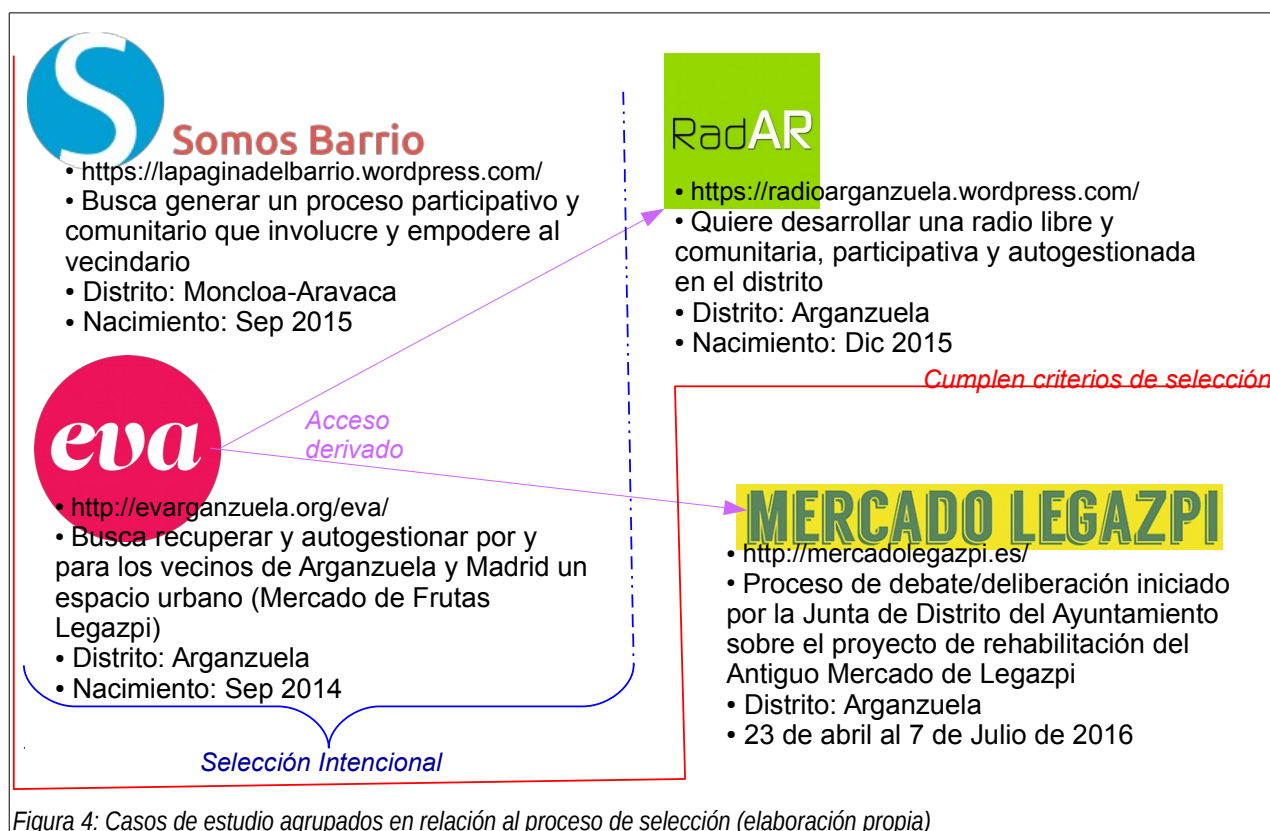 S
Somos Barrio
• https://lapaginadelbarrio.wordpress.com/
• Busca generar un proceso participativo y
comunitario que involucre y empodere al
vecindario
• Distrito: Moncloa-Aravaca
• Nacimiento: Sep 2015
RadAR
• https://radioarganzuela.wordpress.com/
• Quiere desarrollar una radio libre y
comunitaria, participativa y autogestionada
en el distrito
• Distrito: Arganzuela
• Nacimiento: Dic 2015
Cumplen criterios de selección
eva
Acceso
derivado
• http://evarganzuela.org/eva/
• Busca recuperar y autogestionar por y
para los vecinos de Arganzuela y Madrid un
espacio urbano (Mercado de Frutas
Legazpi)
• Distrito: Arganzuela
• Nacimiento: Sep 2014
Selección Intencional
MERCADO LEGAZPI
• http://mercadolegazpi.es/
• Proceso de debate/deliberación iniciado
por la Junta de Distrito del Ayuntamiento
sobre el proyecto de rehabilitación del
Antiguo Mercado de Legazpi
• Distrito: Arganzuela
• 23 de abril al 7 de Julio de 2016
Figura 4: Casos de estudio agrupados en relación al proceso de selección (elaboración propia)